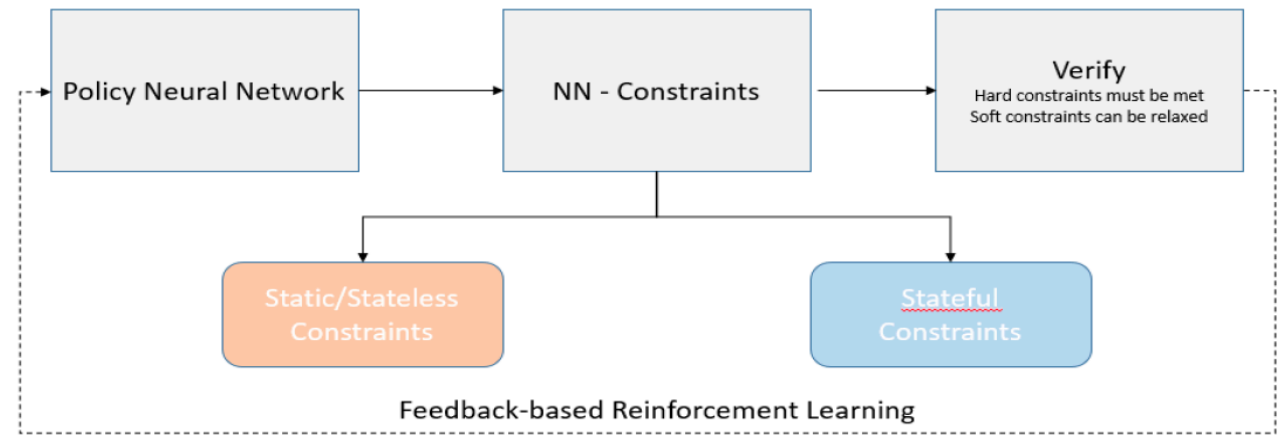 Policy Neural Network
NN - Constraints
Verify
Hard constraints must be met
Soft constraints can be relaxed
Static/Stateless
Constraints
Stateful
Constraints
Feedback-based Reinforcement Learning